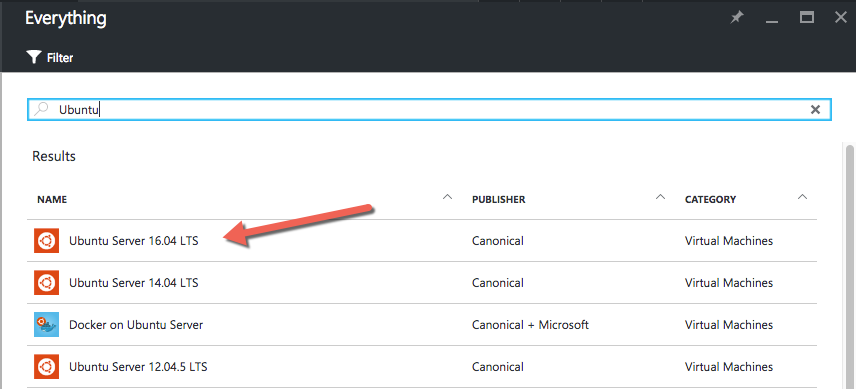 Everything
Filter
Ubuntu
Results
NAME PUBLISHER CATEGORY
Ubuntu Server 16.04 LTS Canonical Virtual Machines
Ubuntu Server 14.04 LTS Canonical Virtual Machines
Docker on Ubuntu Server Canonical + Microsoft Virtual Machines
Ubuntu Server 12.04.5 LTS Canonical Virtual Machines